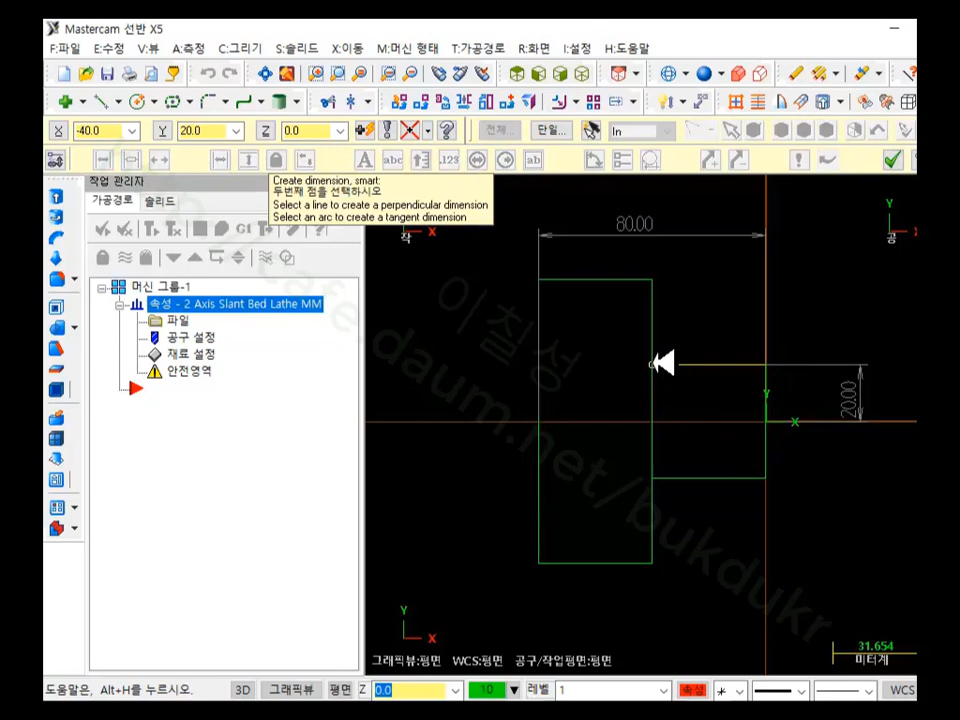 Mastercam 선반 X5
F:파일 E:수정 V:뷰 A:측정 C:그리기 S:솔리드 X:이동 M:머신 형태 T:가공경로 R:화면 I:설정 H:도움말
X -40.0 Y 20.0 Z 0.0 전체... 단일... In
A abc .123 ab
Create dimension, smart:
두번째 점을 선택하시오
Select a line to create a perpendicular dimension
Select an arc to create a tangent dimension
작업 관리자
가공경로 솔리드
G1
머신 그룹-1
속성 - 2 Axis Slant Bed Lathe MM
파일
공구 설정
재료 설정
안전영역
작 X
Y
공
80.00
20.00
Y
X
이칠성
cafe.daum.net/bukdukr
Y
X
그래픽뷰:평면 WCS:평면 공구/작업평면:평면
31.654
미터계
도움말은, Alt+H를 누르시오. 3D 그래픽뷰 평면 Z 0.0 10 레벨 1 속성 WCS